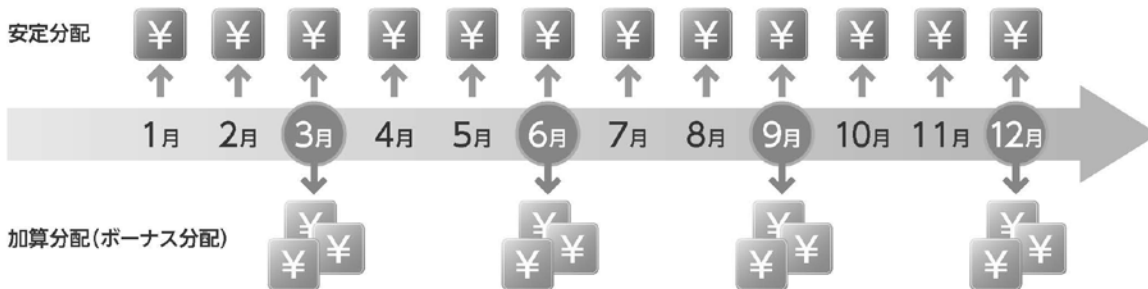 安定分配
¥ ¥ ¥ ¥ ¥ ¥ ¥ ¥ ¥ ¥ ¥ ¥
1月 2月 3月 4月 5月 6月 7月 8月 9月 10月 11月 12月
加算分配(ボーナス分配)
¥ ¥ ¥ ¥ ¥ ¥ ¥ ¥ ¥ ¥ ¥ ¥